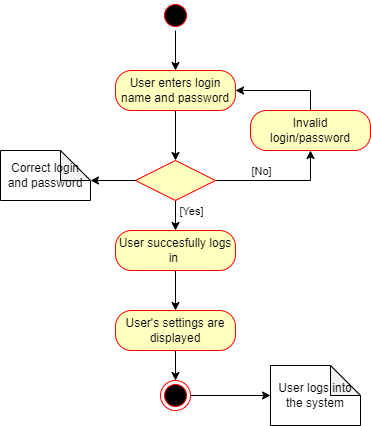 User enters login
name and password
Invalid
login/password
Correct login
and password
[No]
[Yes]
User succesfully logs
in
User's settings are
displayed
User logs into
the system